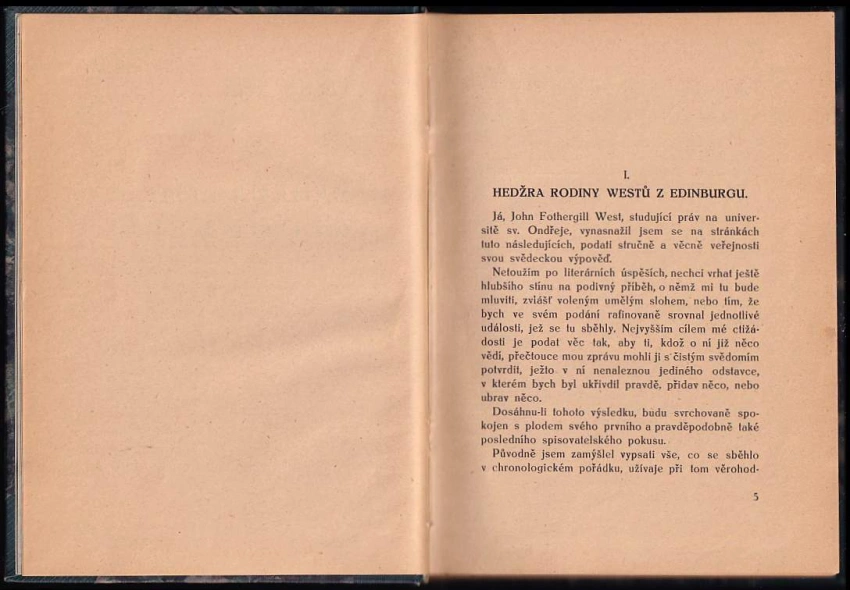 I.
HEDŽRA RODINY WESTŮ Z EDINBURGU.
Já, John Fothergill West, studující práv na univer-
sitě sv. Ondřeje, vynasnažil jsem se na stránkách
tuto následujících, podati stručně a věcně veřejnosti
svou svědeckou výpověď.
Netoužím po literárních úspěších, nechci vrhat ještě
hlubšího stínu na podivný příběh, o němž mi tu bude
mluviti, zvlášť voleným umělým slohem, nebo tím, že
bych ve svém podání rafinovaně srovnal jednotlivé
události, jež se tu sběhly. Nejvyšším cílem mé ctižá-
dosti je podat věc tak, aby ti, kdož o ní již něco
vědí, přečtouce mou zprávu mohli ji s čistým svědomím
potvrdit, ježto v ní nenaleznou jediného odstavce,
v kterém bych byl ukřivdil pravdě, přidav něco, nebo
ubrav něco.
Dosáhnu-li tohoto výsledku, budu svrchovaně spo-
kojen s plodem svého prvního a pravděpodobně také
posledního spisovatelského pokusu.
Původně jsem zamýšlel vypsati vše, co se sběhlo
v chronologickém pořádku, užívaje při tom věrohod-
5